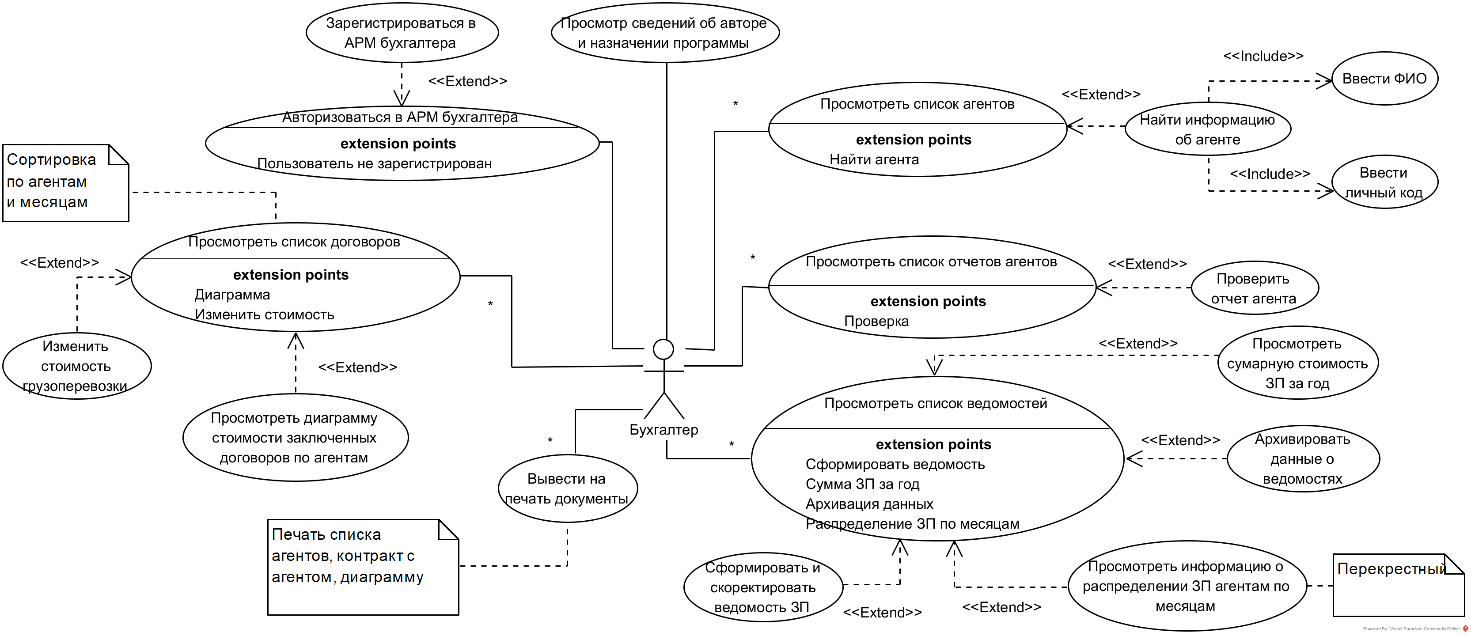 Зарегистрироваться в
АРМ бухгалтера
<<Extend>>
Авторизоваться в АРМ бухгалтера
extension points
Пользователь не зарегистрирован
Просмотр сведений об авторе
и назначении программы
*
Просмотреть список агентов
extension points
Найти агента
<<Extend>>
Найти информацию
об агенте
<<Include>>
Ввести ФИО
<<Include>>
Ввести
личный код
Сортировка
по агентам
и месяцам
Просмотреть список договоров
extension points
Диаграмма
Изменить стоимость
<<Extend>>
Изменить
стоимость
грузоперевозки
<<Extend>>
Просмотреть диаграмму
стоимости заключенных
договоров по агентам
*
*
Просмотреть список отчетов агентов
extension points
Проверка
<<Extend>>
Проверить
отчет агента
Бухгалтер
*
Вывести на
печать документы
Печать списка
агентов, контракт с
агентом, диаграмму
*
Просмотреть список ведомостей
extension points
Сформировать ведомость
Сумма ЗП за год
Архивация данных
Распределение ЗП по месяцам
<<Extend>>
Просмотреть
сумарную стоимость
ЗП за год
<<Extend>>
Архивировать
данные о
ведомостях
Сформировать и
скоректировать
ведомость ЗП
<<Extend>>
<<Extend>>
Просмотреть информацию о
распределении ЗП агентам по
месяцам
Перекрестный
Powered By Visual Paradigm Community Edition